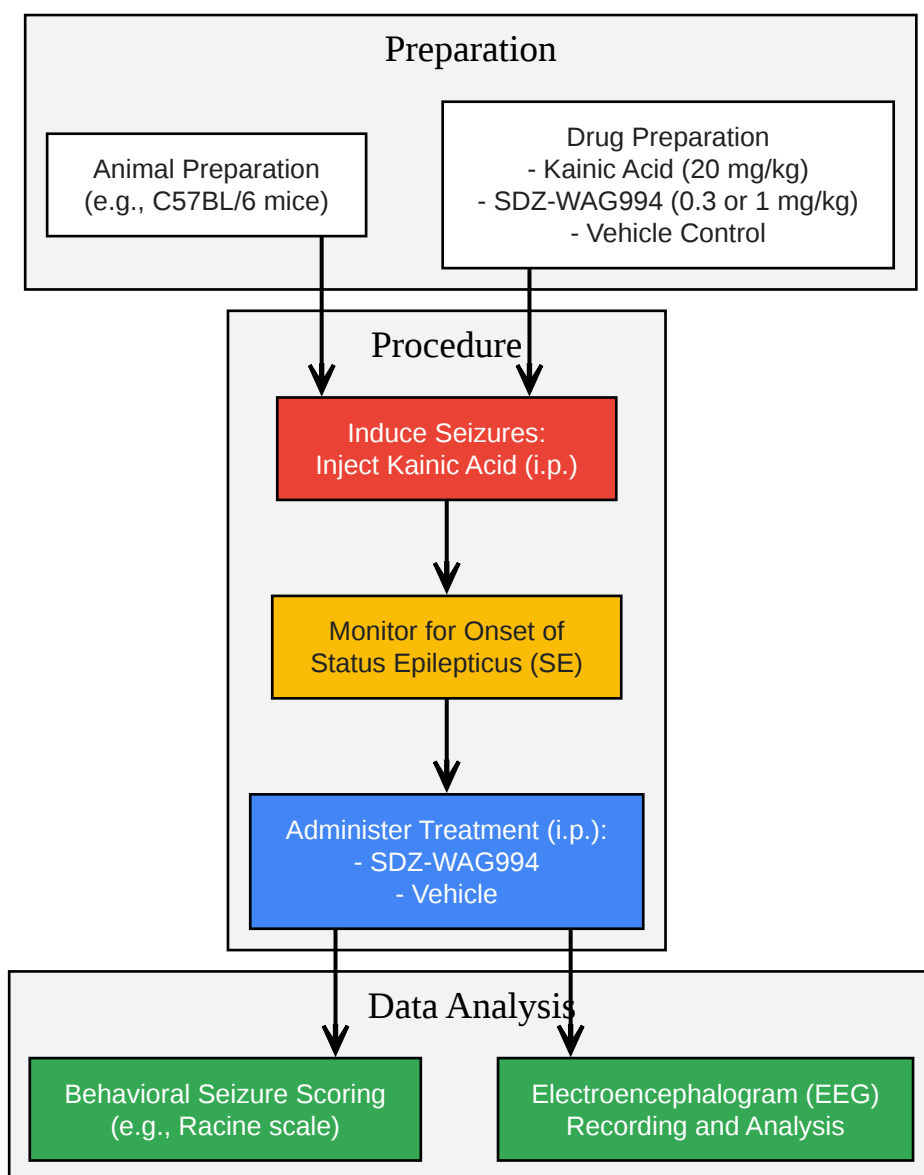 Preparation
Animal Preparation
(e.g., C57BL/6 mice)
Drug Preparation
- Kainic Acid (20 mg/kg)
- SDZ-WAG994 (0.3 or 1 mg/kg)
- Vehicle Control
Procedure
Induce Seizures:
Inject Kainic Acid (i.p.)
Monitor for Onset of
Status Epilepticus (SE)
Administer Treatment (i.p.):
- SDZ-WAG994
- Vehicle
Data Analysis
Behavioral Seizure Scoring
(e.g., Racine scale)
Electroencephalogram (EEG)
Recording and Analysis